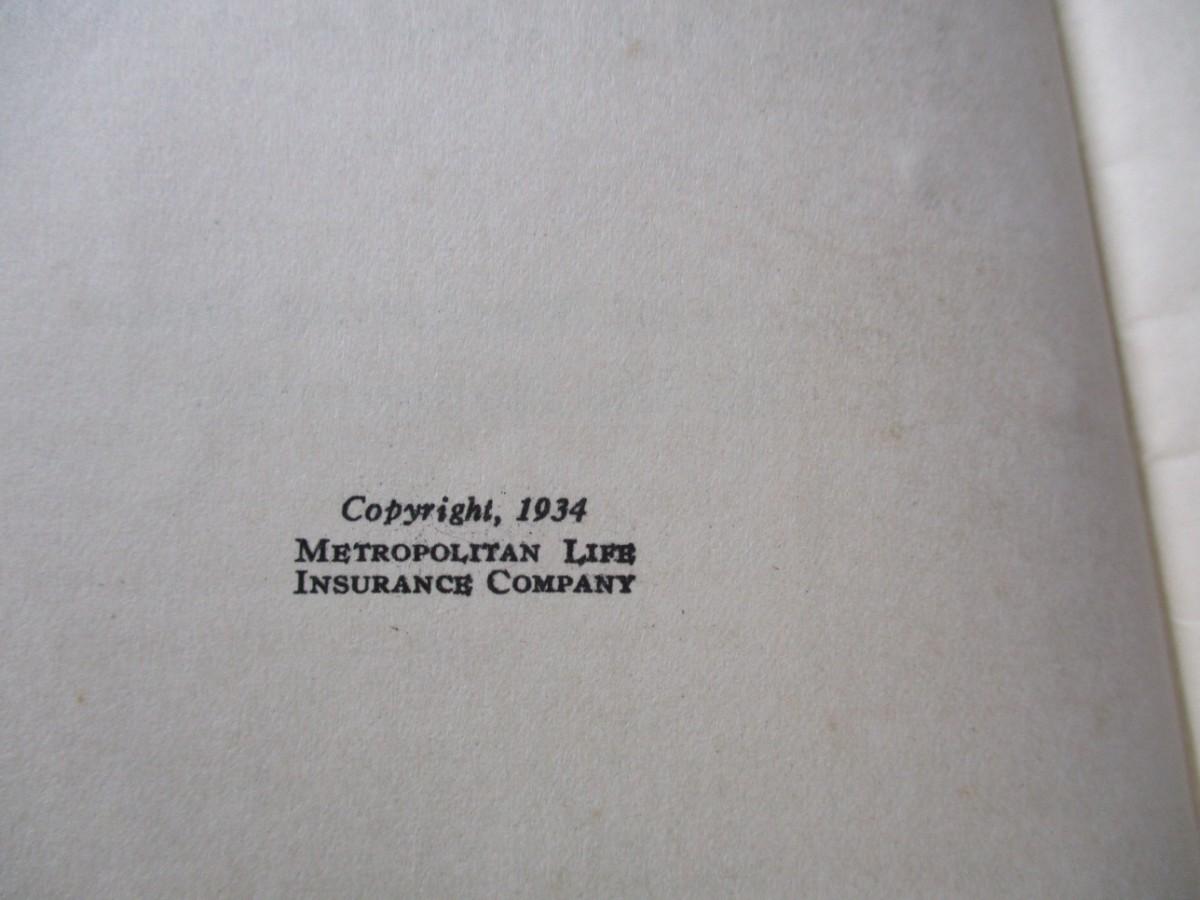 Copyright, 1934
METROPOLITAN LIFE
INSURANCE COMPANY